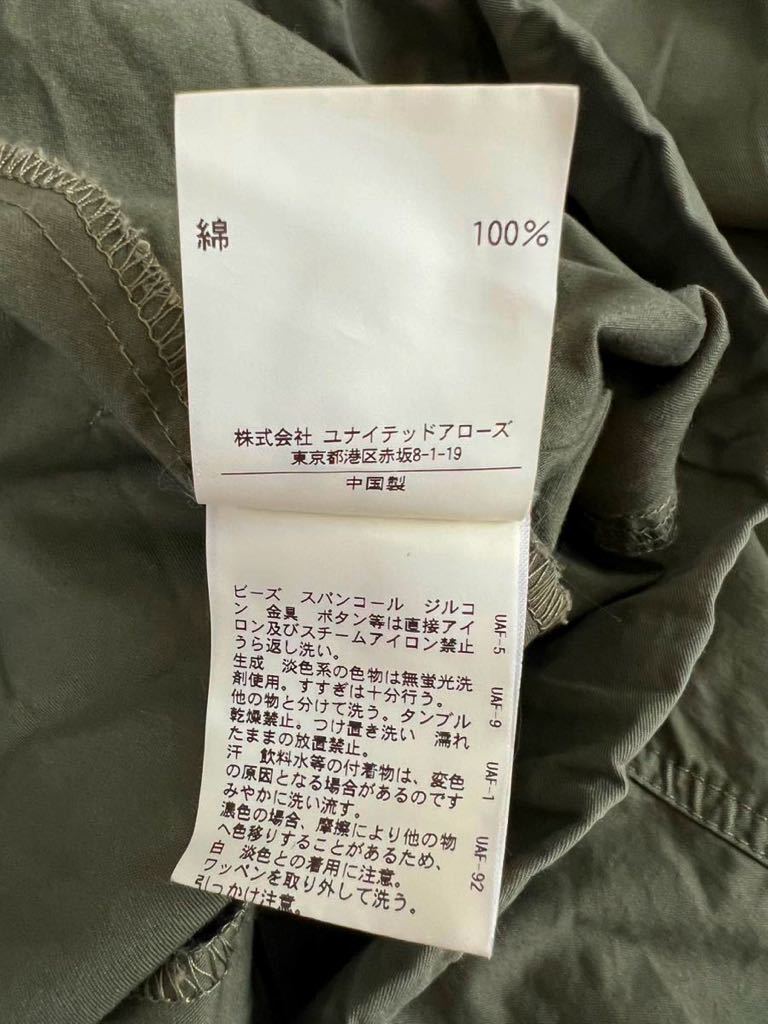 綿 100%
株式会社 ユナイテッドアローズ
東京都港区赤坂8-1-19
中国製
ビーズ スパンコール ジルコ
ン 金具 ボタン等は直接アイ
ロン及びスチームアイロン禁止
うら返し洗い。
生成 淡色系の色物は無蛍光洗
剤使用。すすぎは十分行う。
他の物と分けて洗う。タンブル
乾燥禁止。つけ置き洗い 濡れ
たままの放置禁止。
汗 飲料水等の付着物は、変色
の原因となる場合があるのです
みやかに洗い流す。
濃色の場合、摩擦により他の物
へ色移りすることがあるため、
白 淡色との着用に注意。
ワッペンを取り外して洗う。
引っかけ注意。
UAF-5 UAF-9 UAF-1 UAF-92